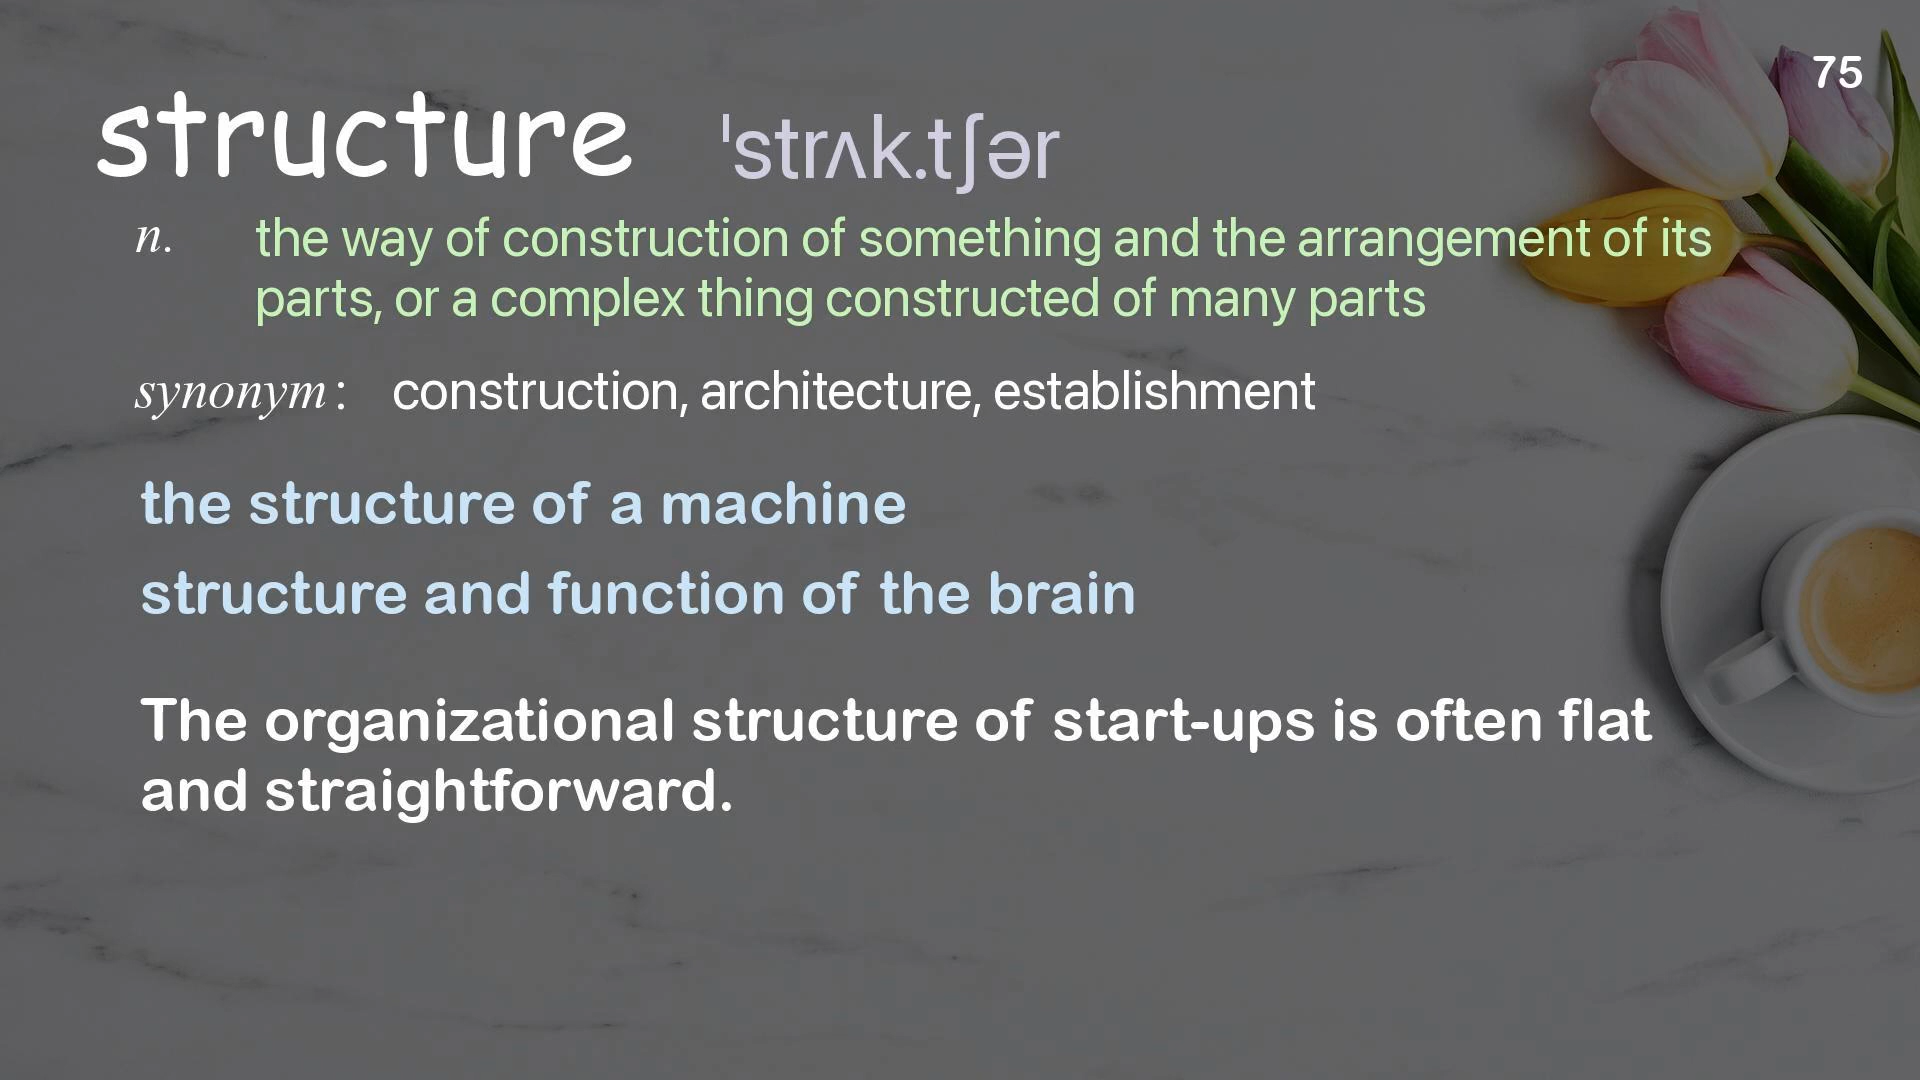 75
structure ˈstrʌk.tʃər
n. the way of construction of something and the arrangement of its
parts, or a complex thing constructed of many parts
synonym: construction, architecture, establishment
the structure of a machine
structure and function of the brain
The organizational structure of start-ups is often flat
and straightforward.